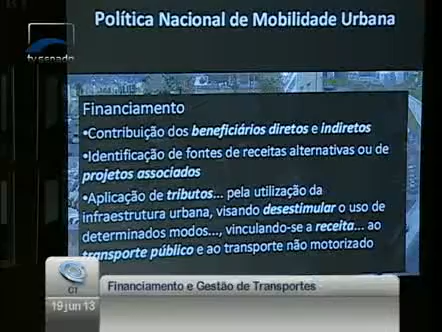 Política Nacional de Mobilidade Urbana
tv senado
Financiamento
•Contribuição dos beneficiários diretos e indiretos
•Identificação de fontes de receitas alternativas ou de
projetos associados
•Aplicação de tributos... pela utilização da
infraestrutura urbana, visando desestimular o uso de
determinados modos..., vinculando-se a receita... ao
transporte público e ao transporte não motorizado
CI
19 jun 13
Financiamento e Gestão de Transportes